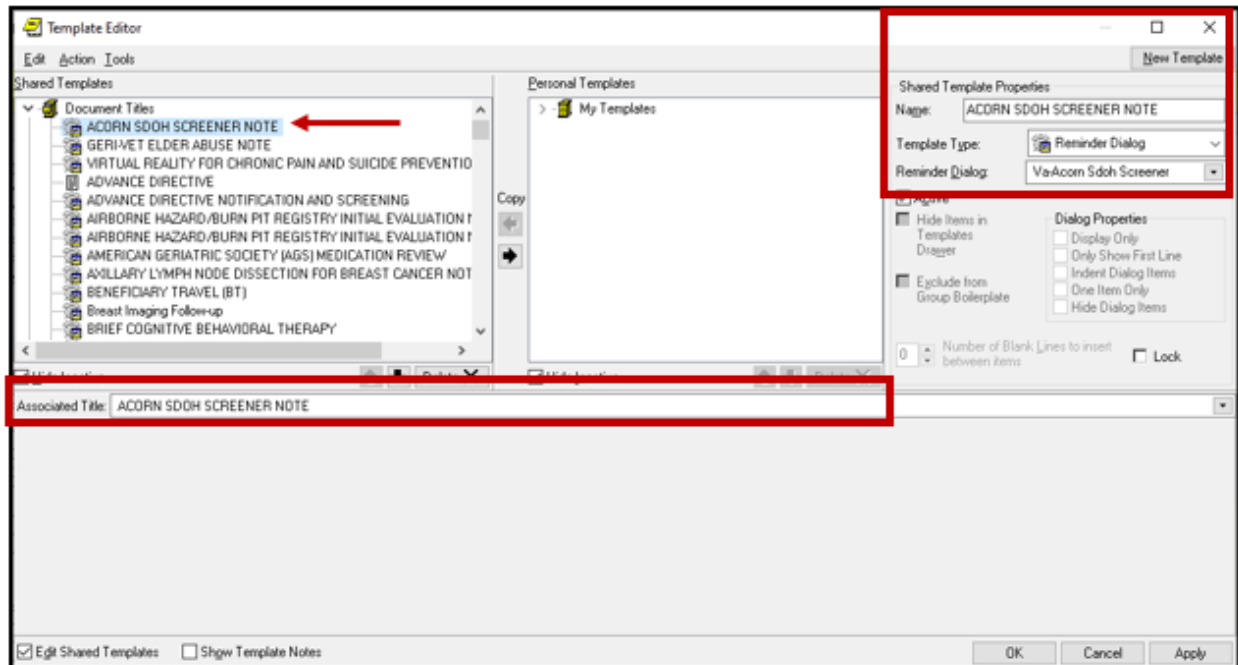 Template Editor
Edit Action Tools
New Template
Shared Templates
Personal Templates
Shared Template Properties
Document Titles
ACORN SDOH SCREENER NOTE
GERI-VET ELDER ABUSE NOTE
VIRTUAL REALITY FOR CHRONIC PAIN AND SUICIDE PREVENTIO
ADVANCE DIRECTIVE
ADVANCE DIRECTIVE NOTIFICATION AND SCREENING
AIRBORNE HAZARD/BURN PIT REGISTRY INITIAL EVALUATION
AIRBORNE HAZARD/BURN PIT REGISTRY INITIAL EVALUATION
AMERICAN GERIATRIC SOCIETY (AGS) MEDICATION REVIEW
AXILLARY LYMPH NODE DISSECTION FOR BREAST CANCER NOT
BENEFICIARY TRAVEL (BT)
Breast Imaging Follow-up
BRIEF COGNITIVE BEHAVIORAL THERAPY
Copy
My Templates
Name: ACORN SDOH SCREENER NOTE
Template Type: Reminder Dialog
Reminder Dialog: Va-Acorn Sdoh Screener
Active
Hide Items in
Templates
Drawer
Exclude from
Group Boilerplate
Dialog Properties
Display Only
Only Show First Line
Indent Dialog Items
One Item Only
Hide Dialog Items
0 Number of Blank Lines to insert
between items
Lock
Hide Inactive
Delete
Hide Inactive
Delete
Associated Title: ACORN SDOH SCREENER NOTE
Edit Shared Templates
Show Template Notes
OK
Cancel
Apply